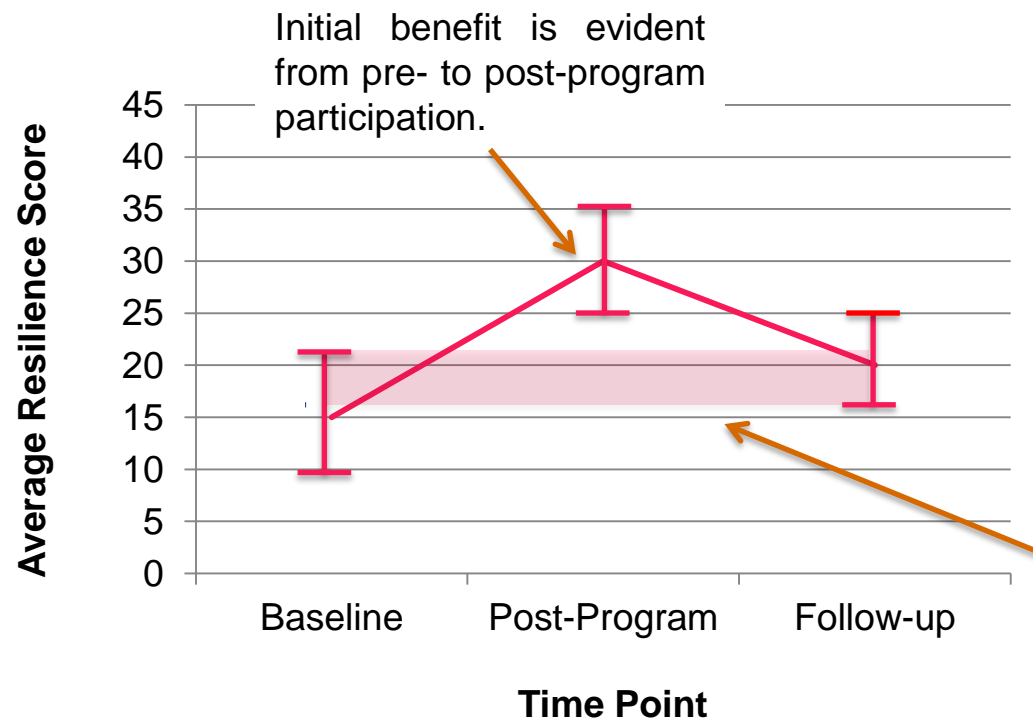 Initial benefit is evident
from pre- to post-program
participation.
45
40
35
30
25
20
15
10
5
0
Average Resilience Score
Baseline Post-Program Follow-up
Time Point